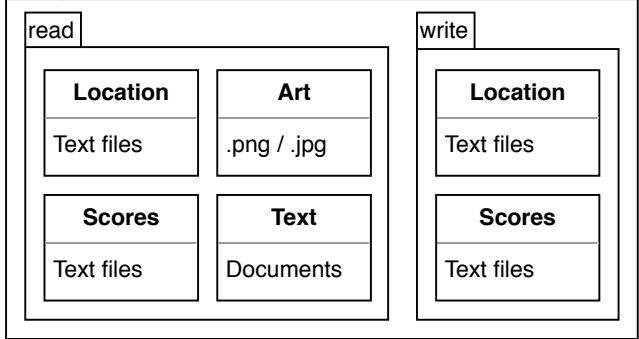 read
Location
Text files
Art
.png / .jpg
Scores
Text files
Text
Documents
write
Location
Text files
Scores
Text files